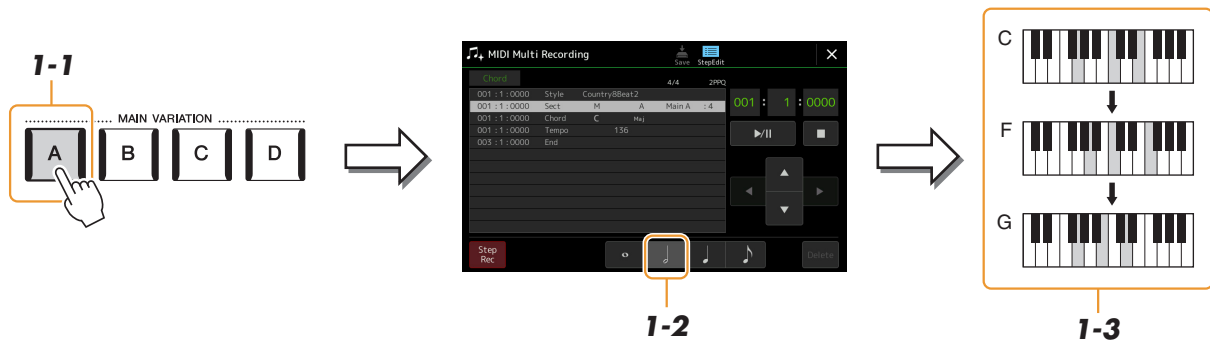 1-1
MAIN VARIATION
A B C D
MIDI Multi Recording
Save StepEdit
Chord 4/4 2PPQ
001 : 1 : 0000 Style Country8Beat2
001 : 1 : 0000 Sect M A Main A : 4
001 : 1 : 0000 Chord C Maj
001 : 1 : 0000 Tempo 136
003 : 1 : 0000 End
001 : 1 : 0000
Step
Rec
Delete
1-2
C
F
G
1-3